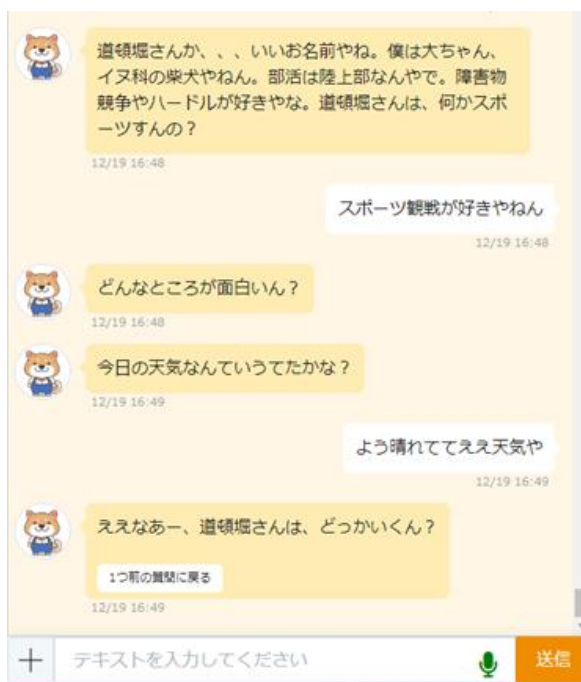 道頓堀さんか、、、いいお名前やね。僕は大ちゃん、
イヌ科の柴犬やねん。部活は陸上部なんやで。障害物
競争やハードルが好きやな。道頓堀さんは、何かスポ
ーツすんの？
12/19 16:48
スポーツ観戦が好きやねん
12/19 16:48
どんなところが面白いん？
12/19 16:48
今日の天気なんていうてたかな？
12/19 16:49
よう晴れててええ天気や
12/19 16:49
ええなあー、道頓堀さんは、どっかいくん？
1つ前の質問に戻る
12/19 16:49
テキストを入力してください
送信